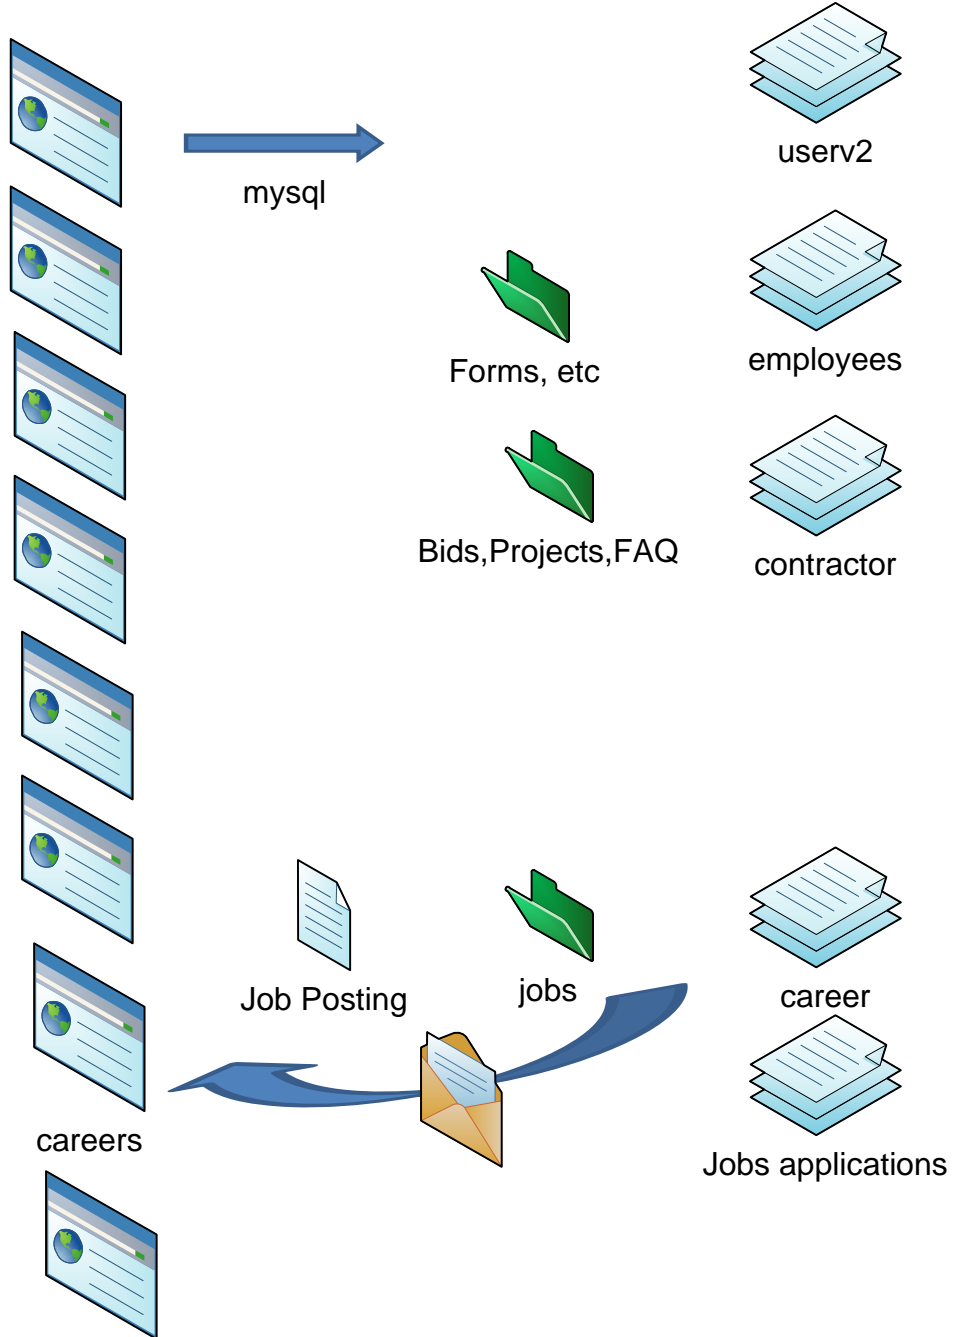 userv2
mysql
employees
Forms, etc
Bids,Projects,FAQ
contractor
Job Posting
jobs
career
careers
Jobs applications